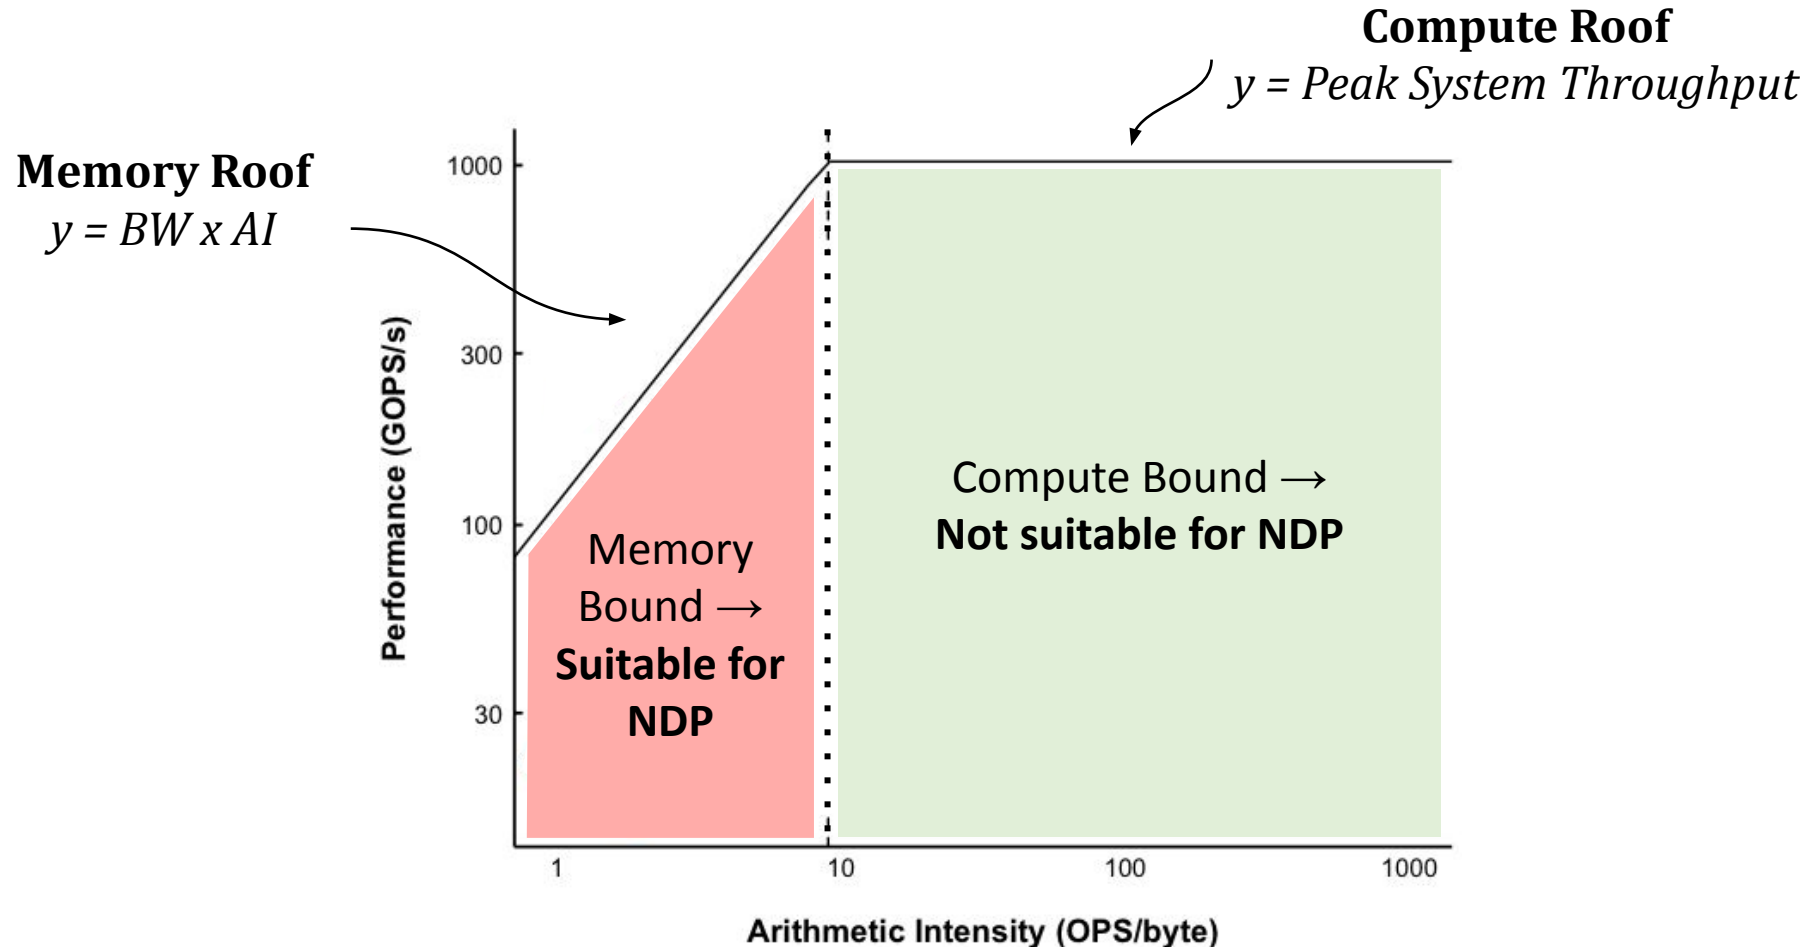 Compute Roof
y = Peak System Throughput
Memory Roof
y = BW x AI
Performance (GOPS/s)
1000
300
100
30
Memory
Bound →
Suitable for
NDP
Compute Bound →
Not suitable for NDP
1
10
100
1000
Arithmetic Intensity (OPS/byte)